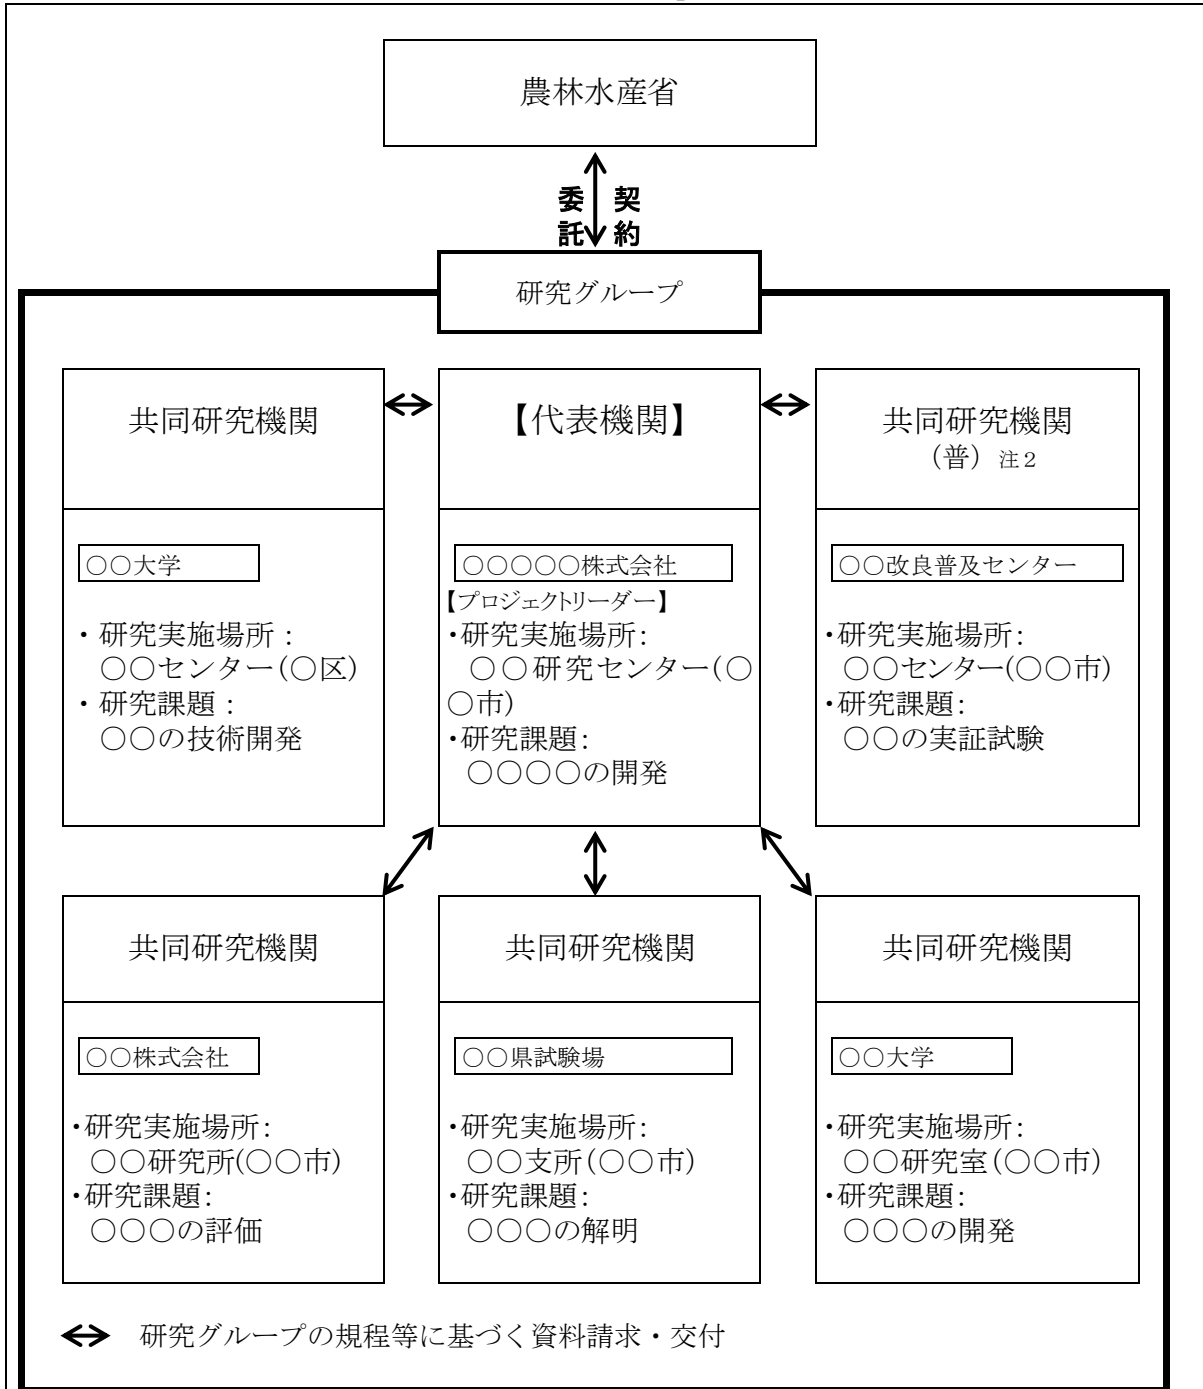 農林水産省
委 契
託 約
研究グループ
共同研究機関
○○大学
・研究実施場所：
○○センター(○区)
・研究課題：
○○の技術開発
【代表機関】
○○○○○株式会社
【プロジェクトリーダー】
・研究実施場所：
○○研究センター(○
○市)
・研究課題：
○○○○の開発
共同研究機関
（普）注２
○○改良普及センター
・研究実施場所：
○○センター(○○市)
・研究課題：
○○の実証試験
共同研究機関
○○株式会社
・研究実施場所：
○○研究所(○○市)
・研究課題：
○○○の評価
共同研究機関
○○県試験場
・研究実施場所：
○○支所(○○市)
・研究課題：
○○○の解明
共同研究機関
○○大学
・研究実施場所：
○○研究室(○○市)
・研究課題：
○○○の開発
研究グループの規程等に基づく資料請求・交付